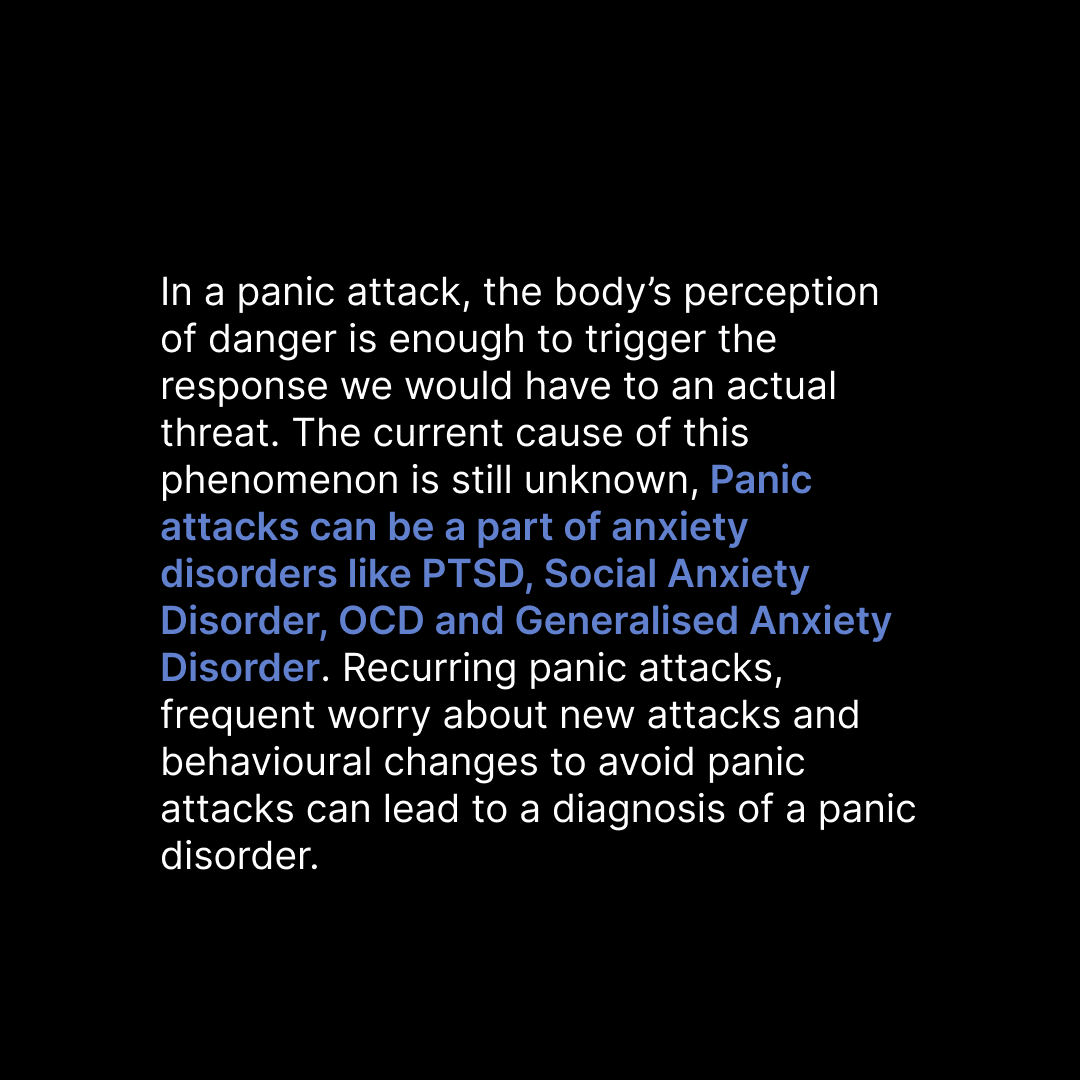 In a panic attack, the body’s perception
of danger is enough to trigger the
response we would have to an actual
threat. The current cause of this
phenomenon is still unknown, Panic
attacks can be a part of anxiety
disorders like PTSD, Social Anxiety
Disorder, OCD and Generalised Anxiety
Disorder. Recurring panic attacks,
frequent worry about new attacks and
behavioural changes to avoid panic
attacks can lead to a diagnosis of a panic
disorder.